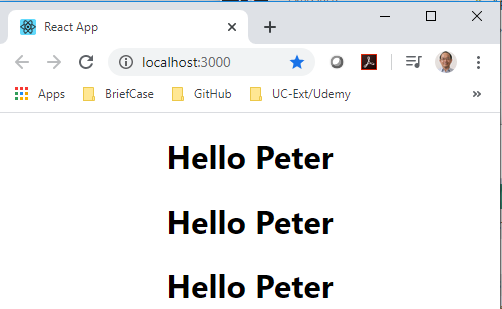 React App
localhost:3000
Apps BriefCase GitHub UC-Ext/Udemy
Hello Peter
Hello Peter
Hello Peter